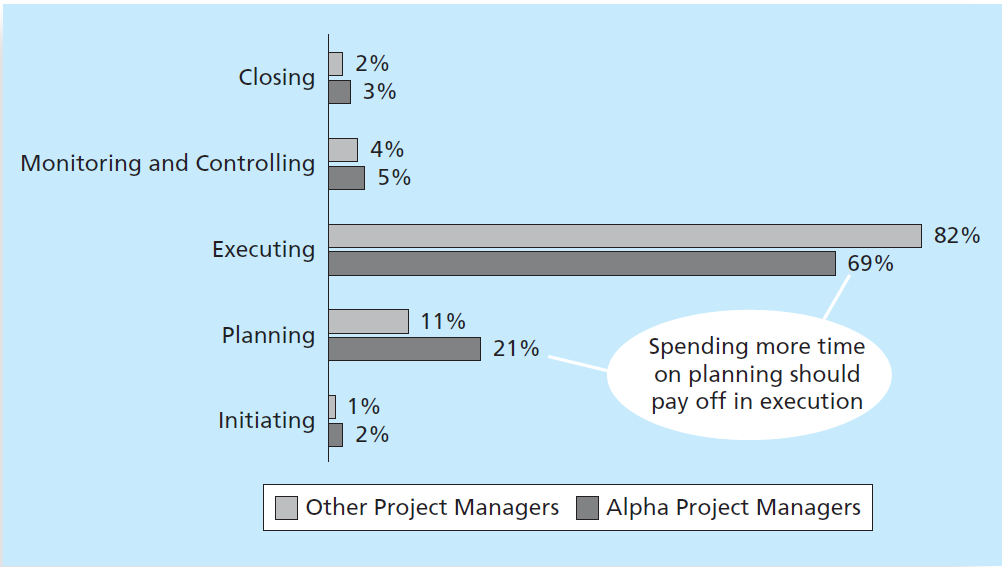 Closing
2%
3%
Monitoring and Controlling
4%
5%
Executing
82%
69%
Planning
11%
21%
Spending more time
on planning should
pay off in execution
Initiating
1%
2%
Other Project Managers
Alpha Project Managers